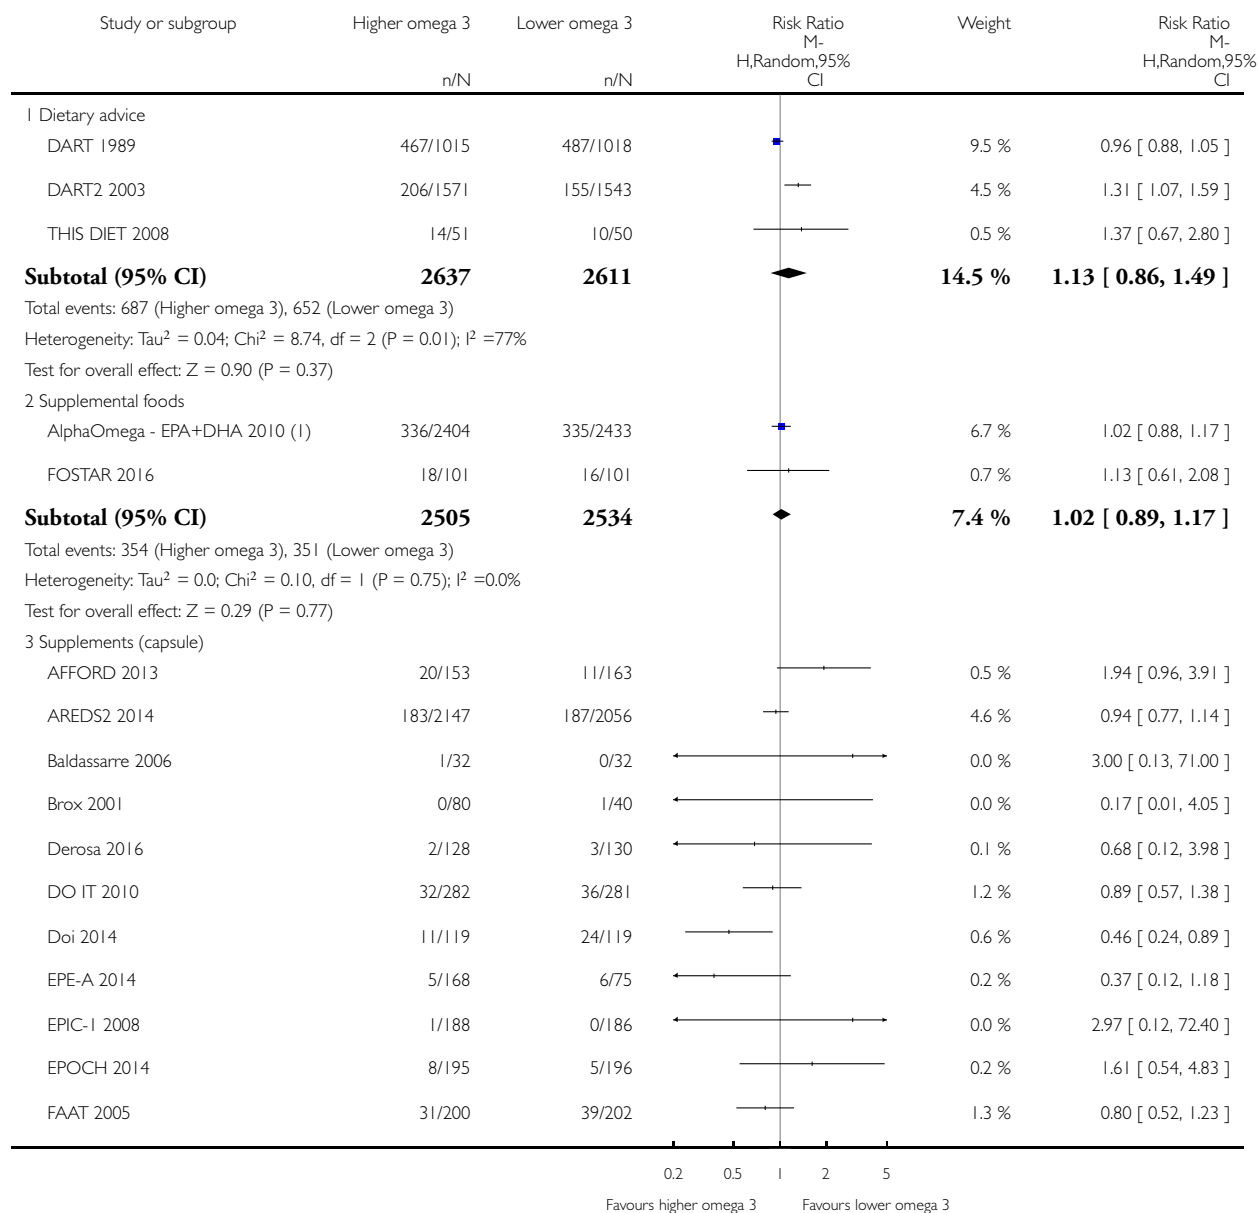 Study or subgroup Higher omega 3 Lower omega 3 Risk Ratio Weight Risk Ratio
M- M-
H,Random,95% H,Random,95%
n/N n/N CI CI
1 Dietary advice
DART 1989 467/1015 487/1018 9.5 % 0.96 [ 0.88, 1.05 ]
DART2 2003 206/1571 155/1543 4.5 % 1.31 [ 1.07, 1.59 ]
THIS DIET 2008 14/51 10/50 0.5 % 1.37 [ 0.67, 2.80 ]
Subtotal (95% CI) 2637 2611 14.5 % 1.13 [ 0.86, 1.49 ]
Total events: 687 (Higher omega 3), 652 (Lower omega 3)
Heterogeneity: Tau² = 0.04; Chi² = 8.74, df = 2 (P = 0.01); I² =77%
Test for overall effect: Z = 0.90 (P = 0.37)
2 Supplemental foods
AlphaOmega - EPA+DHA 2010 (1) 336/2404 335/2433 6.7 % 1.02 [ 0.88, 1.17 ]
FOSTAR 2016 18/101 16/101 0.7 % 1.13 [ 0.61, 2.08 ]
Subtotal (95% CI) 2505 2534 7.4 % 1.02 [ 0.89, 1.17 ]
Total events: 354 (Higher omega 3), 351 (Lower omega 3)
Heterogeneity: Tau² = 0.0; Chi² = 0.10, df = 1 (P = 0.75); I² =0.0%
Test for overall effect: Z = 0.29 (P = 0.77)
3 Supplements (capsule)
AFFORD 2013 20/153 11/163 0.5 % 1.94 [ 0.96, 3.91 ]
AREDS2 2014 183/2147 187/2056 4.6 % 0.94 [ 0.77, 1.14 ]
Baldassarre 2006 1/32 0/32 0.0 % 3.00 [ 0.13, 71.00 ]
Brox 2001 0/80 1/40 0.0 % 0.17 [ 0.01, 4.05 ]
Derosa 2016 2/128 3/130 0.1 % 0.68 [ 0.12, 3.98 ]
DO IT 2010 32/282 36/281 1.2 % 0.89 [ 0.57, 1.38 ]
Doi 2014 11/119 24/119 0.6 % 0.46 [ 0.24, 0.89 ]
EPE-A 2014 5/168 6/75 0.2 % 0.37 [ 0.12, 1.18 ]
EPIC-1 2008 1/188 0/186 0.0 % 2.97 [ 0.12, 72.40 ]
EPOCH 2014 8/195 5/196 0.2 % 1.61 [ 0.54, 4.83 ]
FAAT 2005 31/200 39/202 1.3 % 0.80 [ 0.52, 1.23 ]
0.2 0.5 1 2 5
Favours higher omega 3 Favours lower omega 3